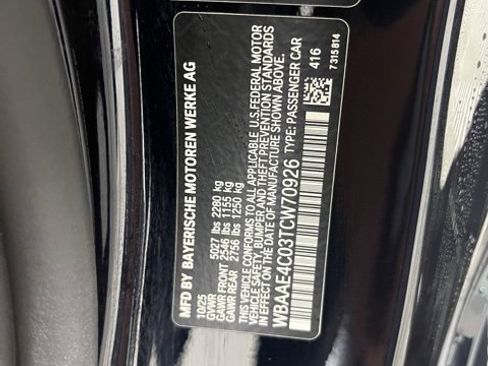 MFD BY BAYERISCHE MOTOREN WERKE AG
10/25
GVWR 5027 lbs 2280 kg
GAWR FRONT 2546 lbs 1155 kg
GAWR REAR 2756 lbs 1250 kg
THIS VEHICLE CONFORMS TO ALL APPLICABLE U.S. FEDERAL MOTOR
VEHICLE SAFETY, BUMPER, AND THEFT PREVENTION STANDARDS
IN EFFECT ON THE DATE OF MANUFACTURE SHOWN ABOVE.
WBAAE4C03TCW70926 TYPE: PASSENGER CAR
416
7315814